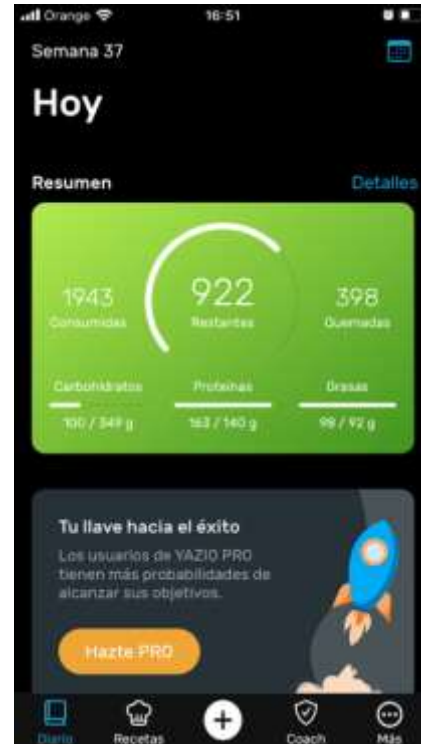 Orange 16:51
Semana 37
Hoy
Resumen Detalles
1943 922 398
Consumidas Restantes Quemadas
Carbohidratos Proteínas Grasas
100 / 349 g 163 / 140 g 98 / 92 g
Tu llave hacia el éxito
Los usuarios de YAZIO PRO
tienen más probabilidades de
alcanzar sus objetivos.
Hazte PRO
Diario Recetas Coach Más